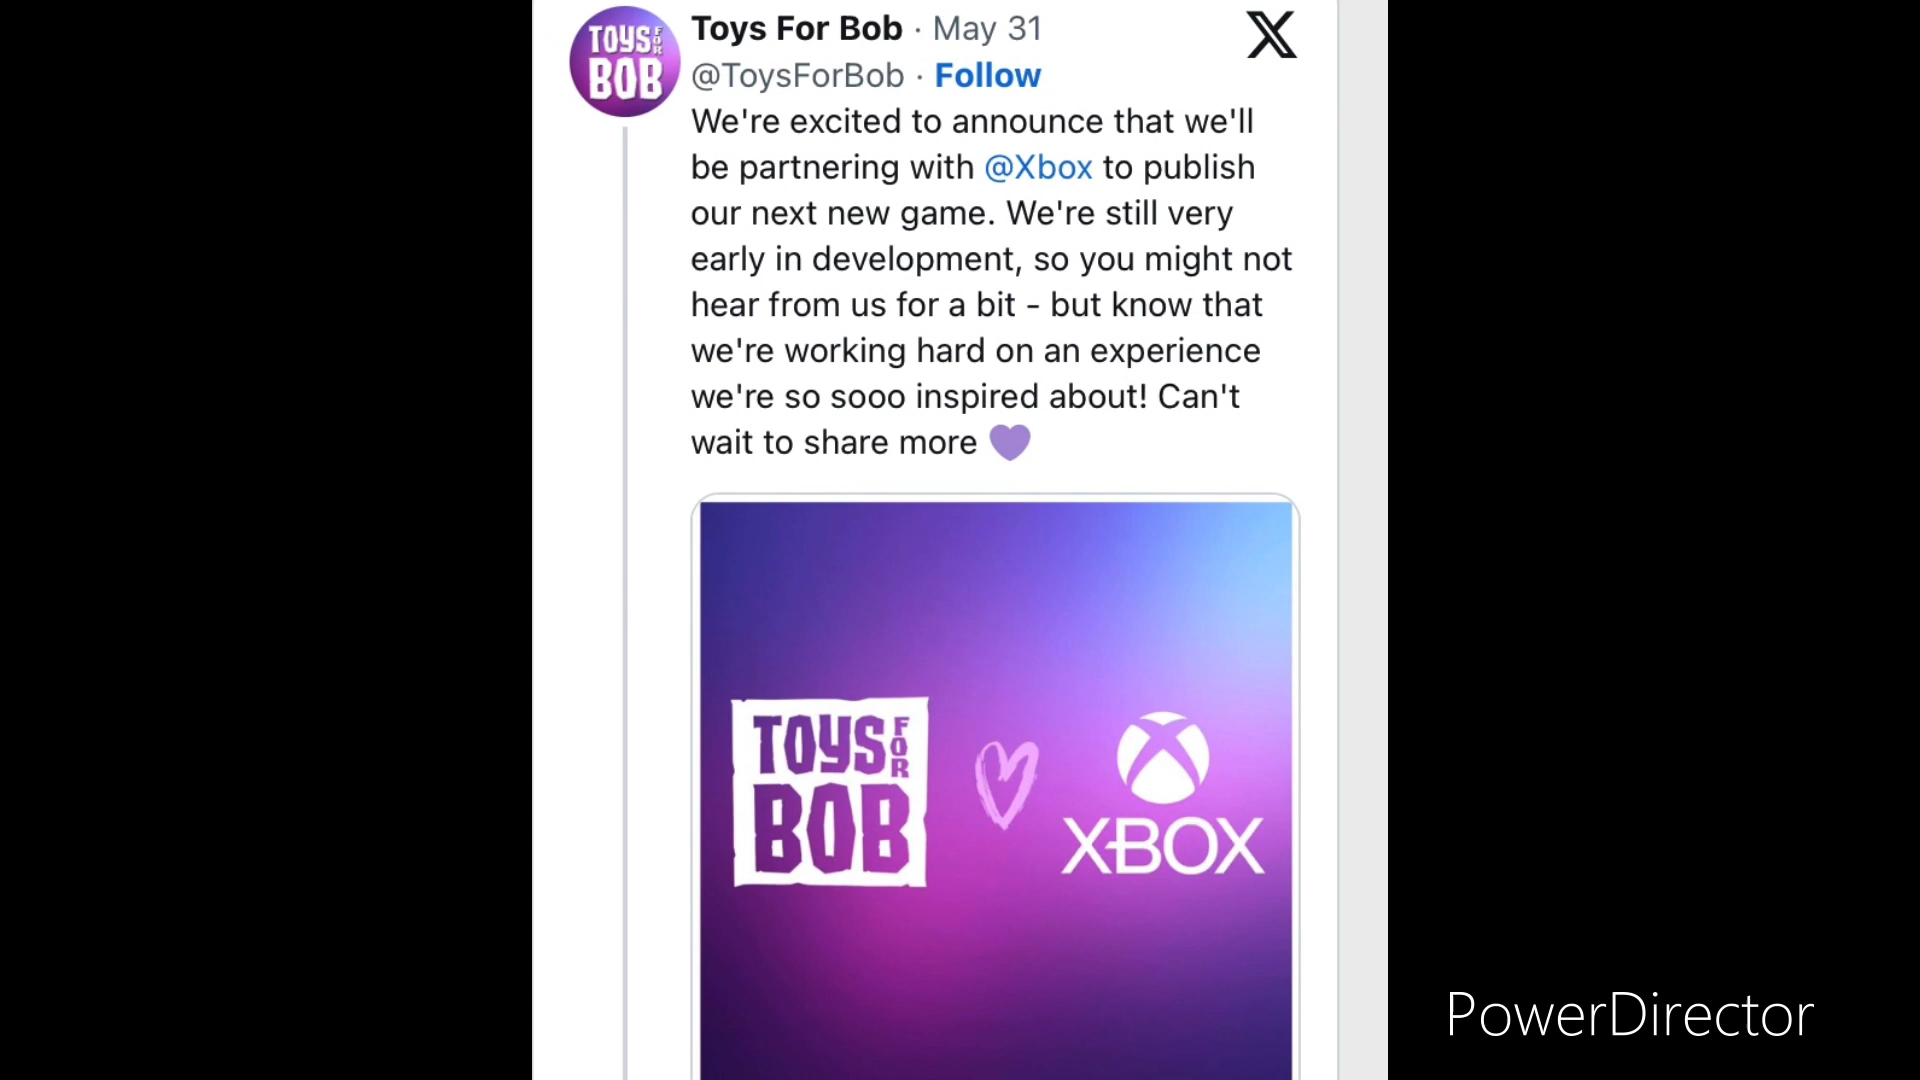 TOYS FOR BOB
Toys For Bob · May 31
@ToysForBob · Follow
We're excited to announce that we'll
be partnering with @Xbox to publish
our next new game. We're still very
early in development, so you might not
hear from us for a bit - but know that
we're working hard on an experience
we're so sooo inspired about! Can't
wait to share more 💜
TOYS FOR
BOB
XBOX
PowerDirector